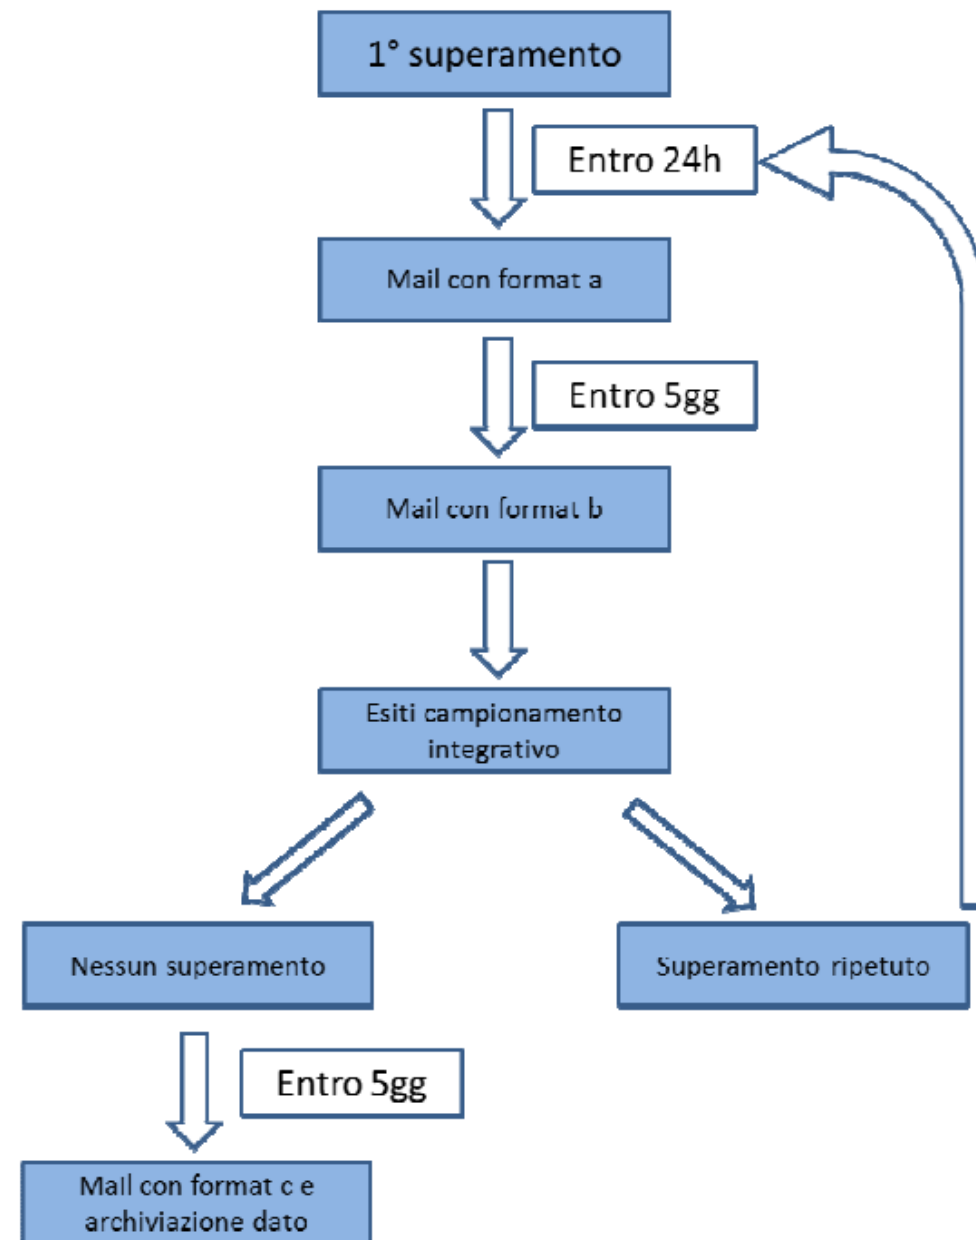 1° superamento
Entro 24h
Mail con format a
Entro 5gg
Mail con format b
Esiti campionamento
integrativo
Nessun superamento
Superamento ripetuto
Entro 5gg
Mail con format c e
archiviazione dato